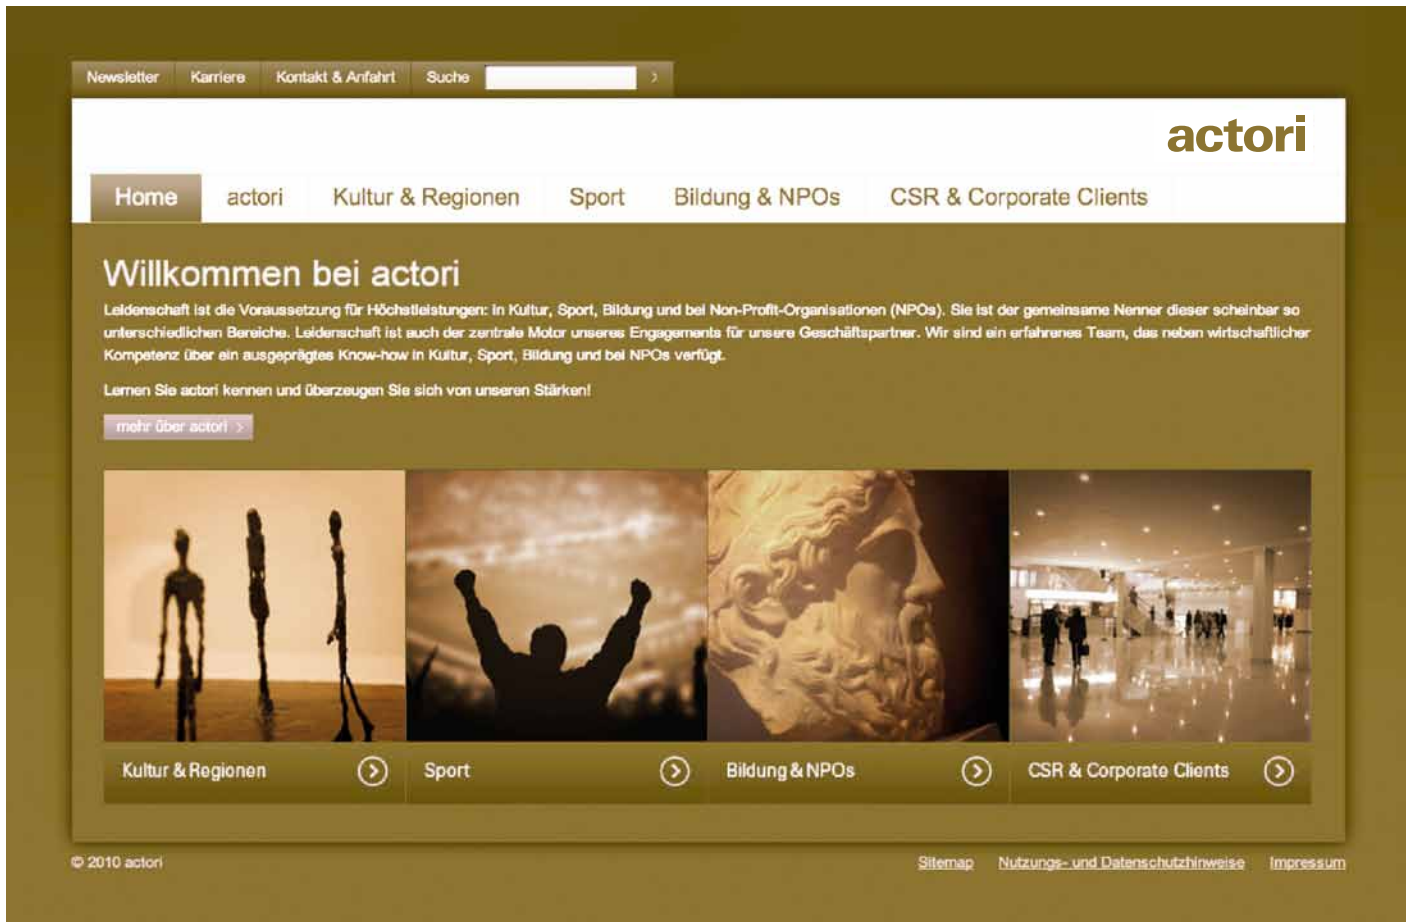 Newsletter Karriere Kontakt & Anfahrt Suche
actori
Home actori Kultur & Regionen Sport Bildung & NPOs CSR & Corporate Clients
Willkommen bei actori
Leidenschaft ist die Voraussetzung für Höchstleistungen: in Kultur, Sport, Bildung und bei Non-Profit-Organisationen (NPOs). Sie ist der gemeinsame Nenner dieser scheinbar so
unterschiedlichen Bereiche. Leidenschaft ist auch der zentrale Motor unseres Engagements für unsere Geschäftspartner. Wir sind ein erfahrenes Team, das neben wirtschaftlicher
Kompetenz über ein ausgeprägtes Know-how in Kultur, Sport, Bildung und bei NPOs verfügt.
Lernen Sie actori kennen und überzeugen Sie sich von unseren Stärken!
mehr über actori >
Kultur & Regionen Sport Bildung & NPOs CSR & Corporate Clients
© 2010 actori Sitemap Nutzungs- und Datenschutzhinweise Impressum